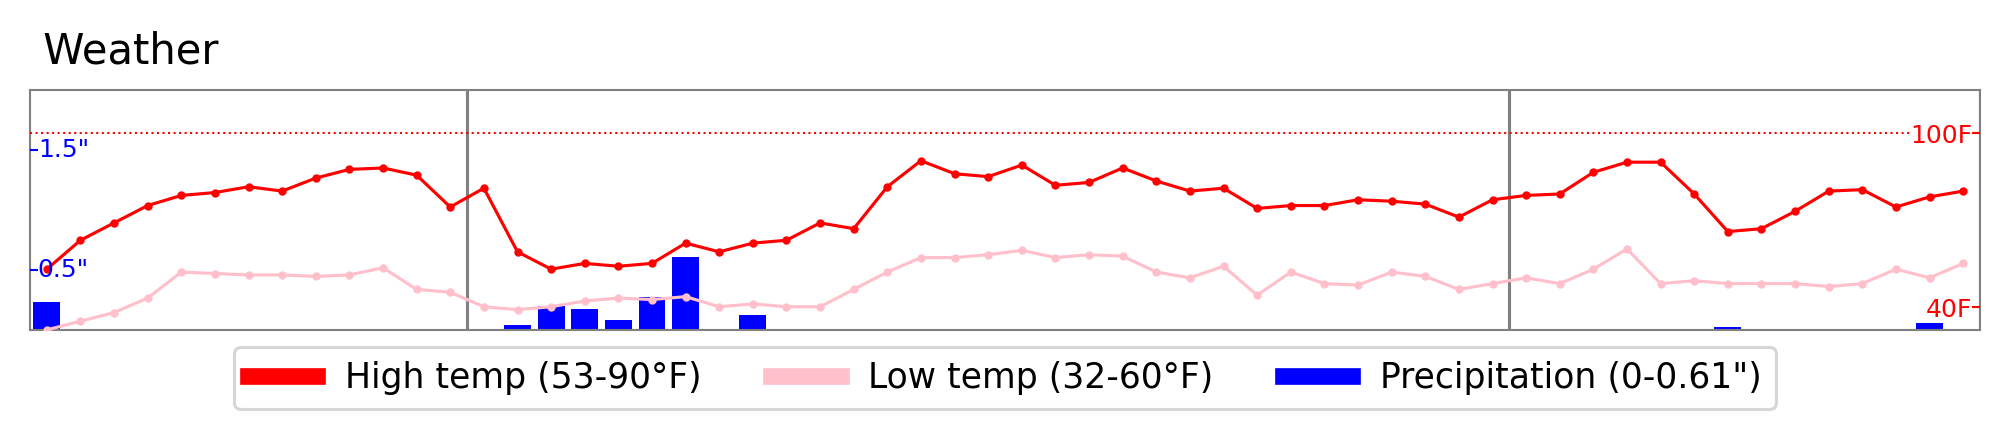 Weather
1.5"
100F
0.5"
40F
High temp (53-90°F) Low temp (32-60°F) Precipitation (0-0.61")